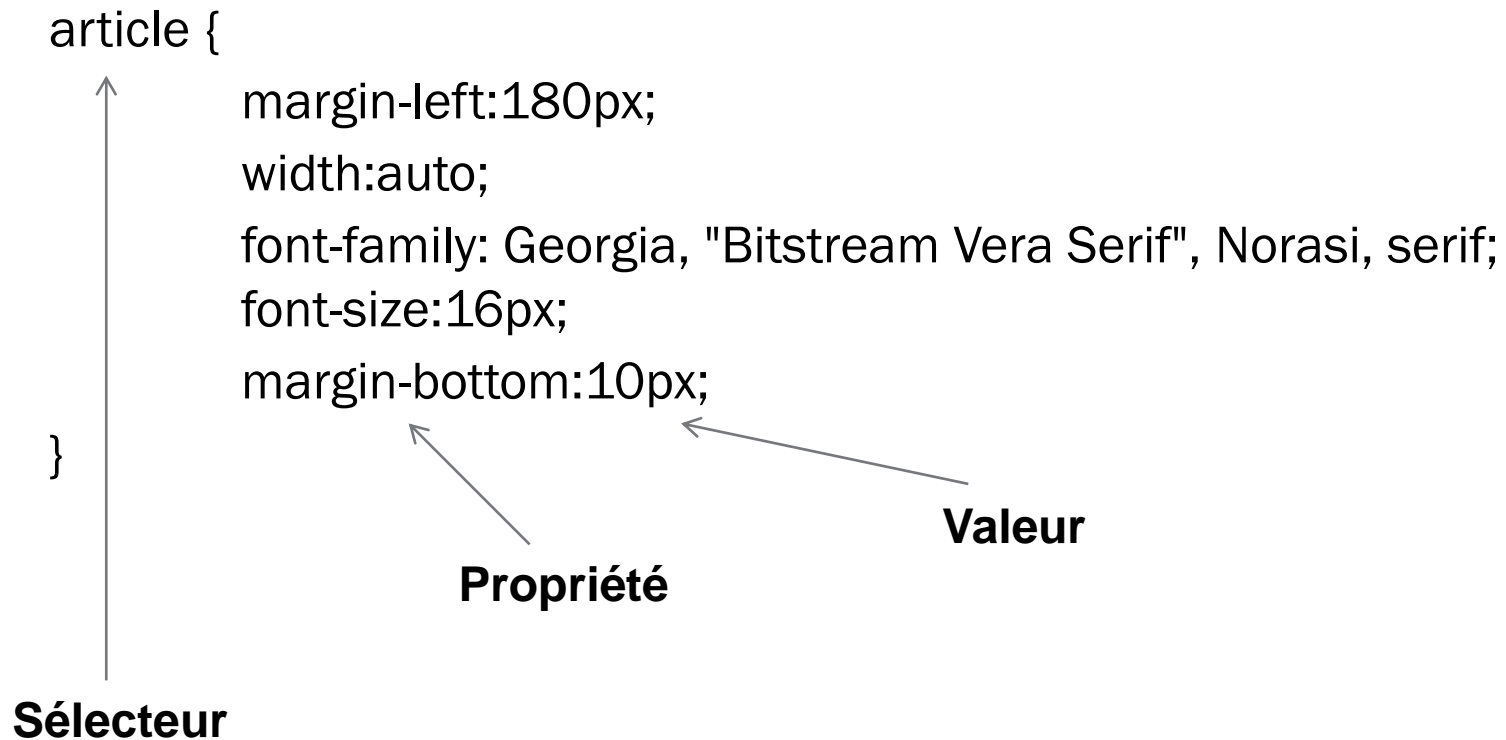 article {
margin-left:180px;
width:auto;
font-family: Georgia, "Bitstream Vera Serif", Norasi, serif;
font-size:16px;
margin-bottom:10px;
}
Valeur
Propriété
Sélecteur